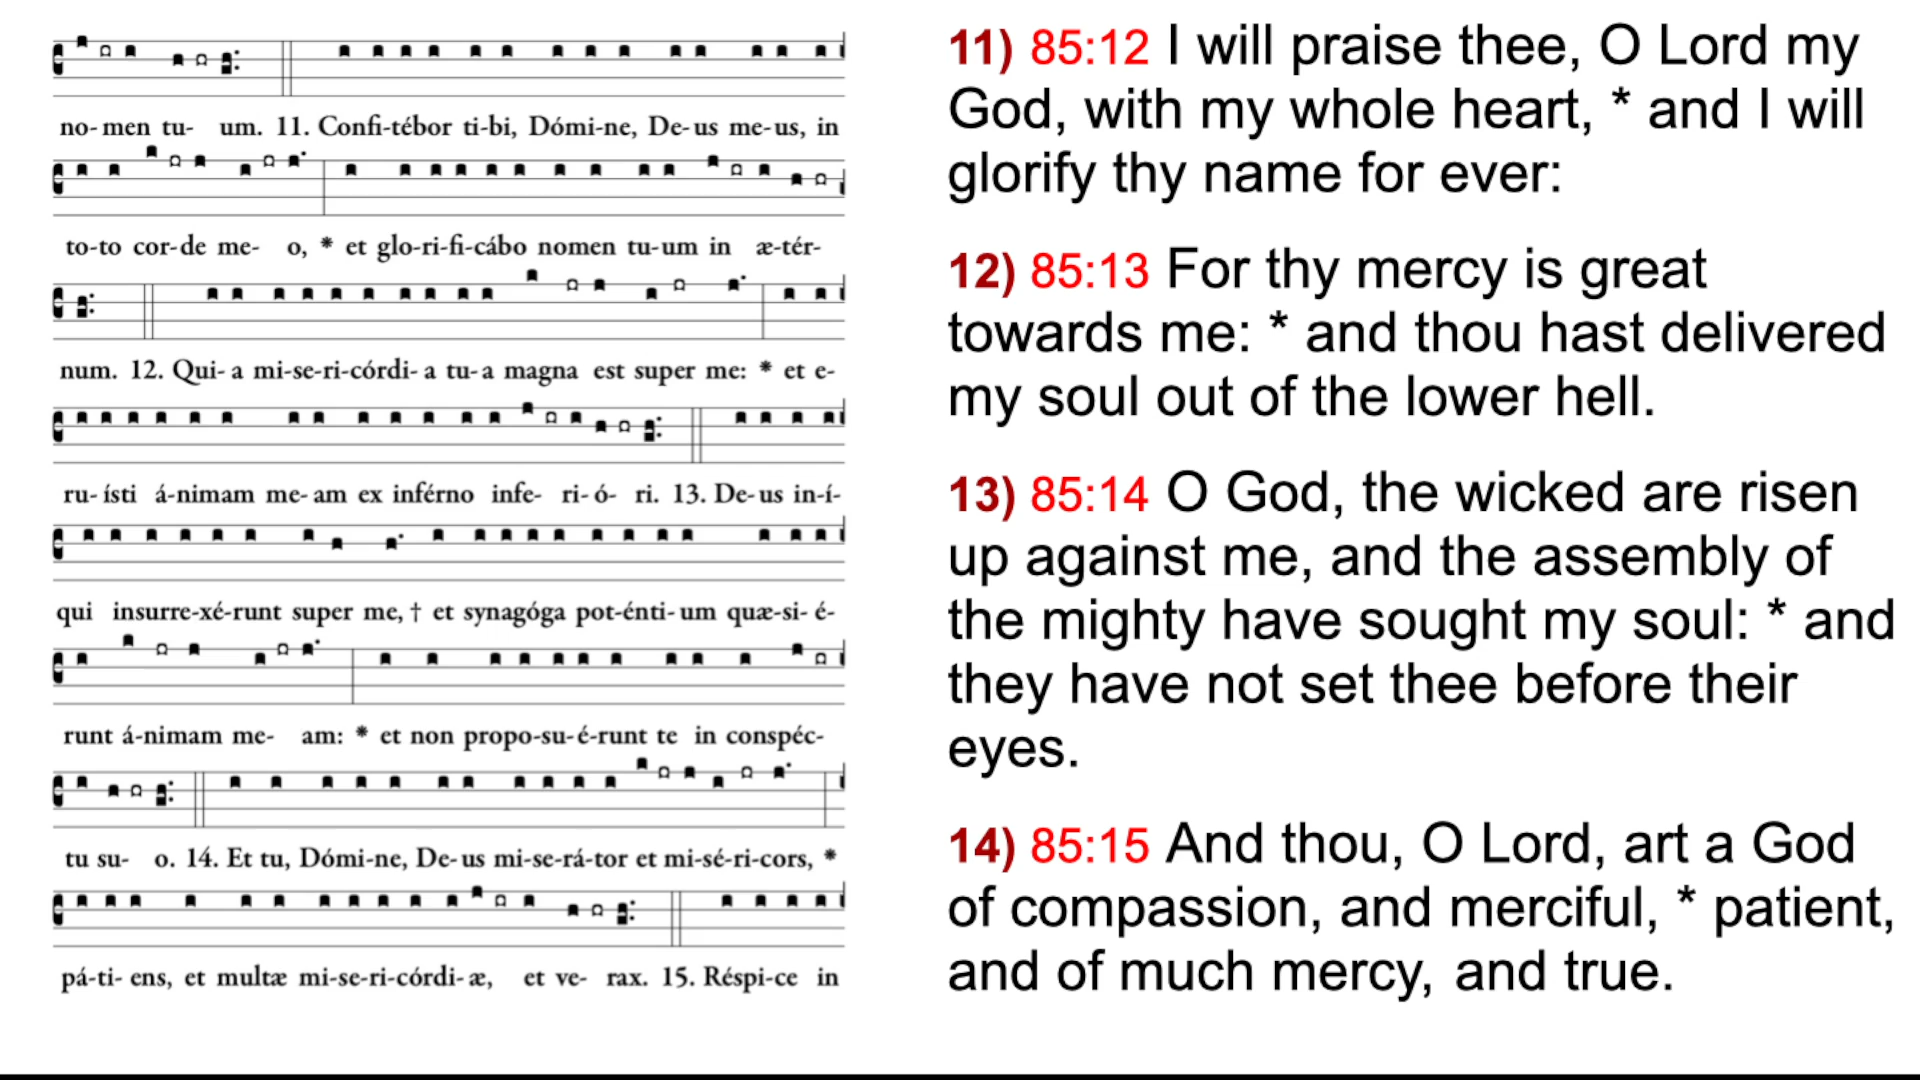 no-men tu- um. 11. Confi-tébor ti-bi, Dómi-ne, De-us me-us, in
to-to cor-de me- o, * et glo-ri-fi-cábo nomen tu-um in æ-tér-
num. 12. Qui-a mi-se-ri-córdi-a tu-a magna est super me: * et e-
ru-ísti á-nimam me-am ex inférno infe- ri-ó- ri. 13. De-us in-í-
qui insurre-xé-runt super me, † et synagóga pot-énti-um quæ-si-é-
runt á-nimam me- am: * et non propo-su-é-runt te in conspéc-
tu su- o. 14. Et tu, Dómi-ne, De-us mi-se-rá-tor et mi-sé-ri-cors, *
pá-ti-ens, et multæ mi-se-ri-córdi-æ, et ve- rax. 15. Réspi-ce in
11) 85:12 I will praise thee, O Lord my
God, with my whole heart, * and I will
glorify thy name for ever:
12) 85:13 For thy mercy is great
towards me: * and thou hast delivered
my soul out of the lower hell.
13) 85:14 O God, the wicked are risen
up against me, and the assembly of
the mighty have sought my soul: * and
they have not set thee before their
eyes.
14) 85:15 And thou, O Lord, art a God
of compassion, and merciful, * patient,
and of much mercy, and true.